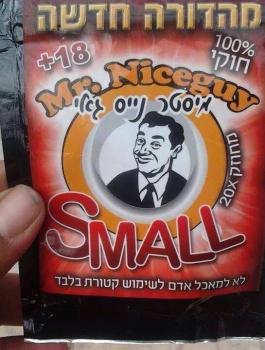 מהדורה חדשה
+18
100%
חוקי
Mr. Niceguy
מיסטר נייס גאי
מחוזק 20X
SMALL
לא למאכל אדם לשימוש קטורת בלבד